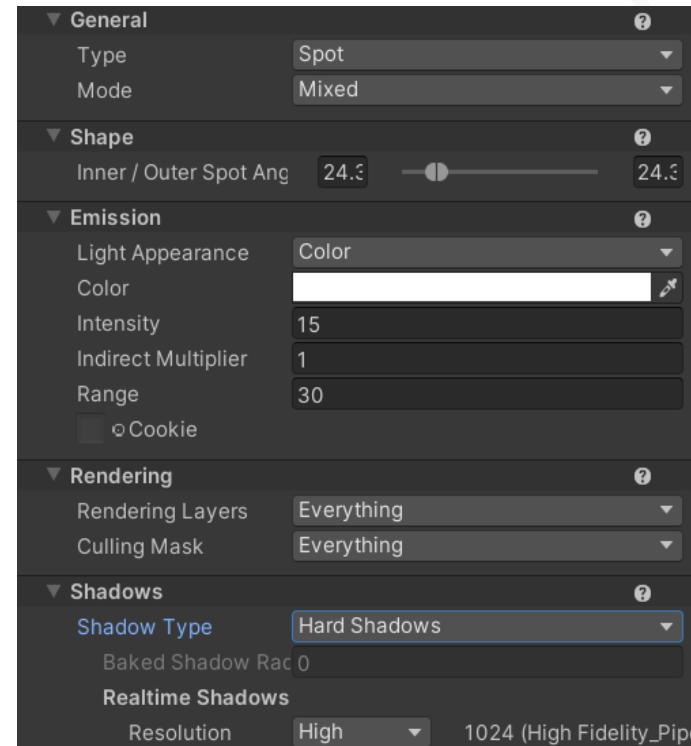 General
Type Spot
Mode Mixed
Shape
Inner / Outer Spot Ang 24.3 24.3
Emission
Light Appearance Color
Color
Intensity 15
Indirect Multiplier 1
Range 30
Cookie
Rendering
Rendering Layers Everything
Culling Mask Everything
Shadows
Shadow Type Hard Shadows
Baked Shadow Rad 0
Realtime Shadows
Resolution High 1024 (High Fidelity_Pip